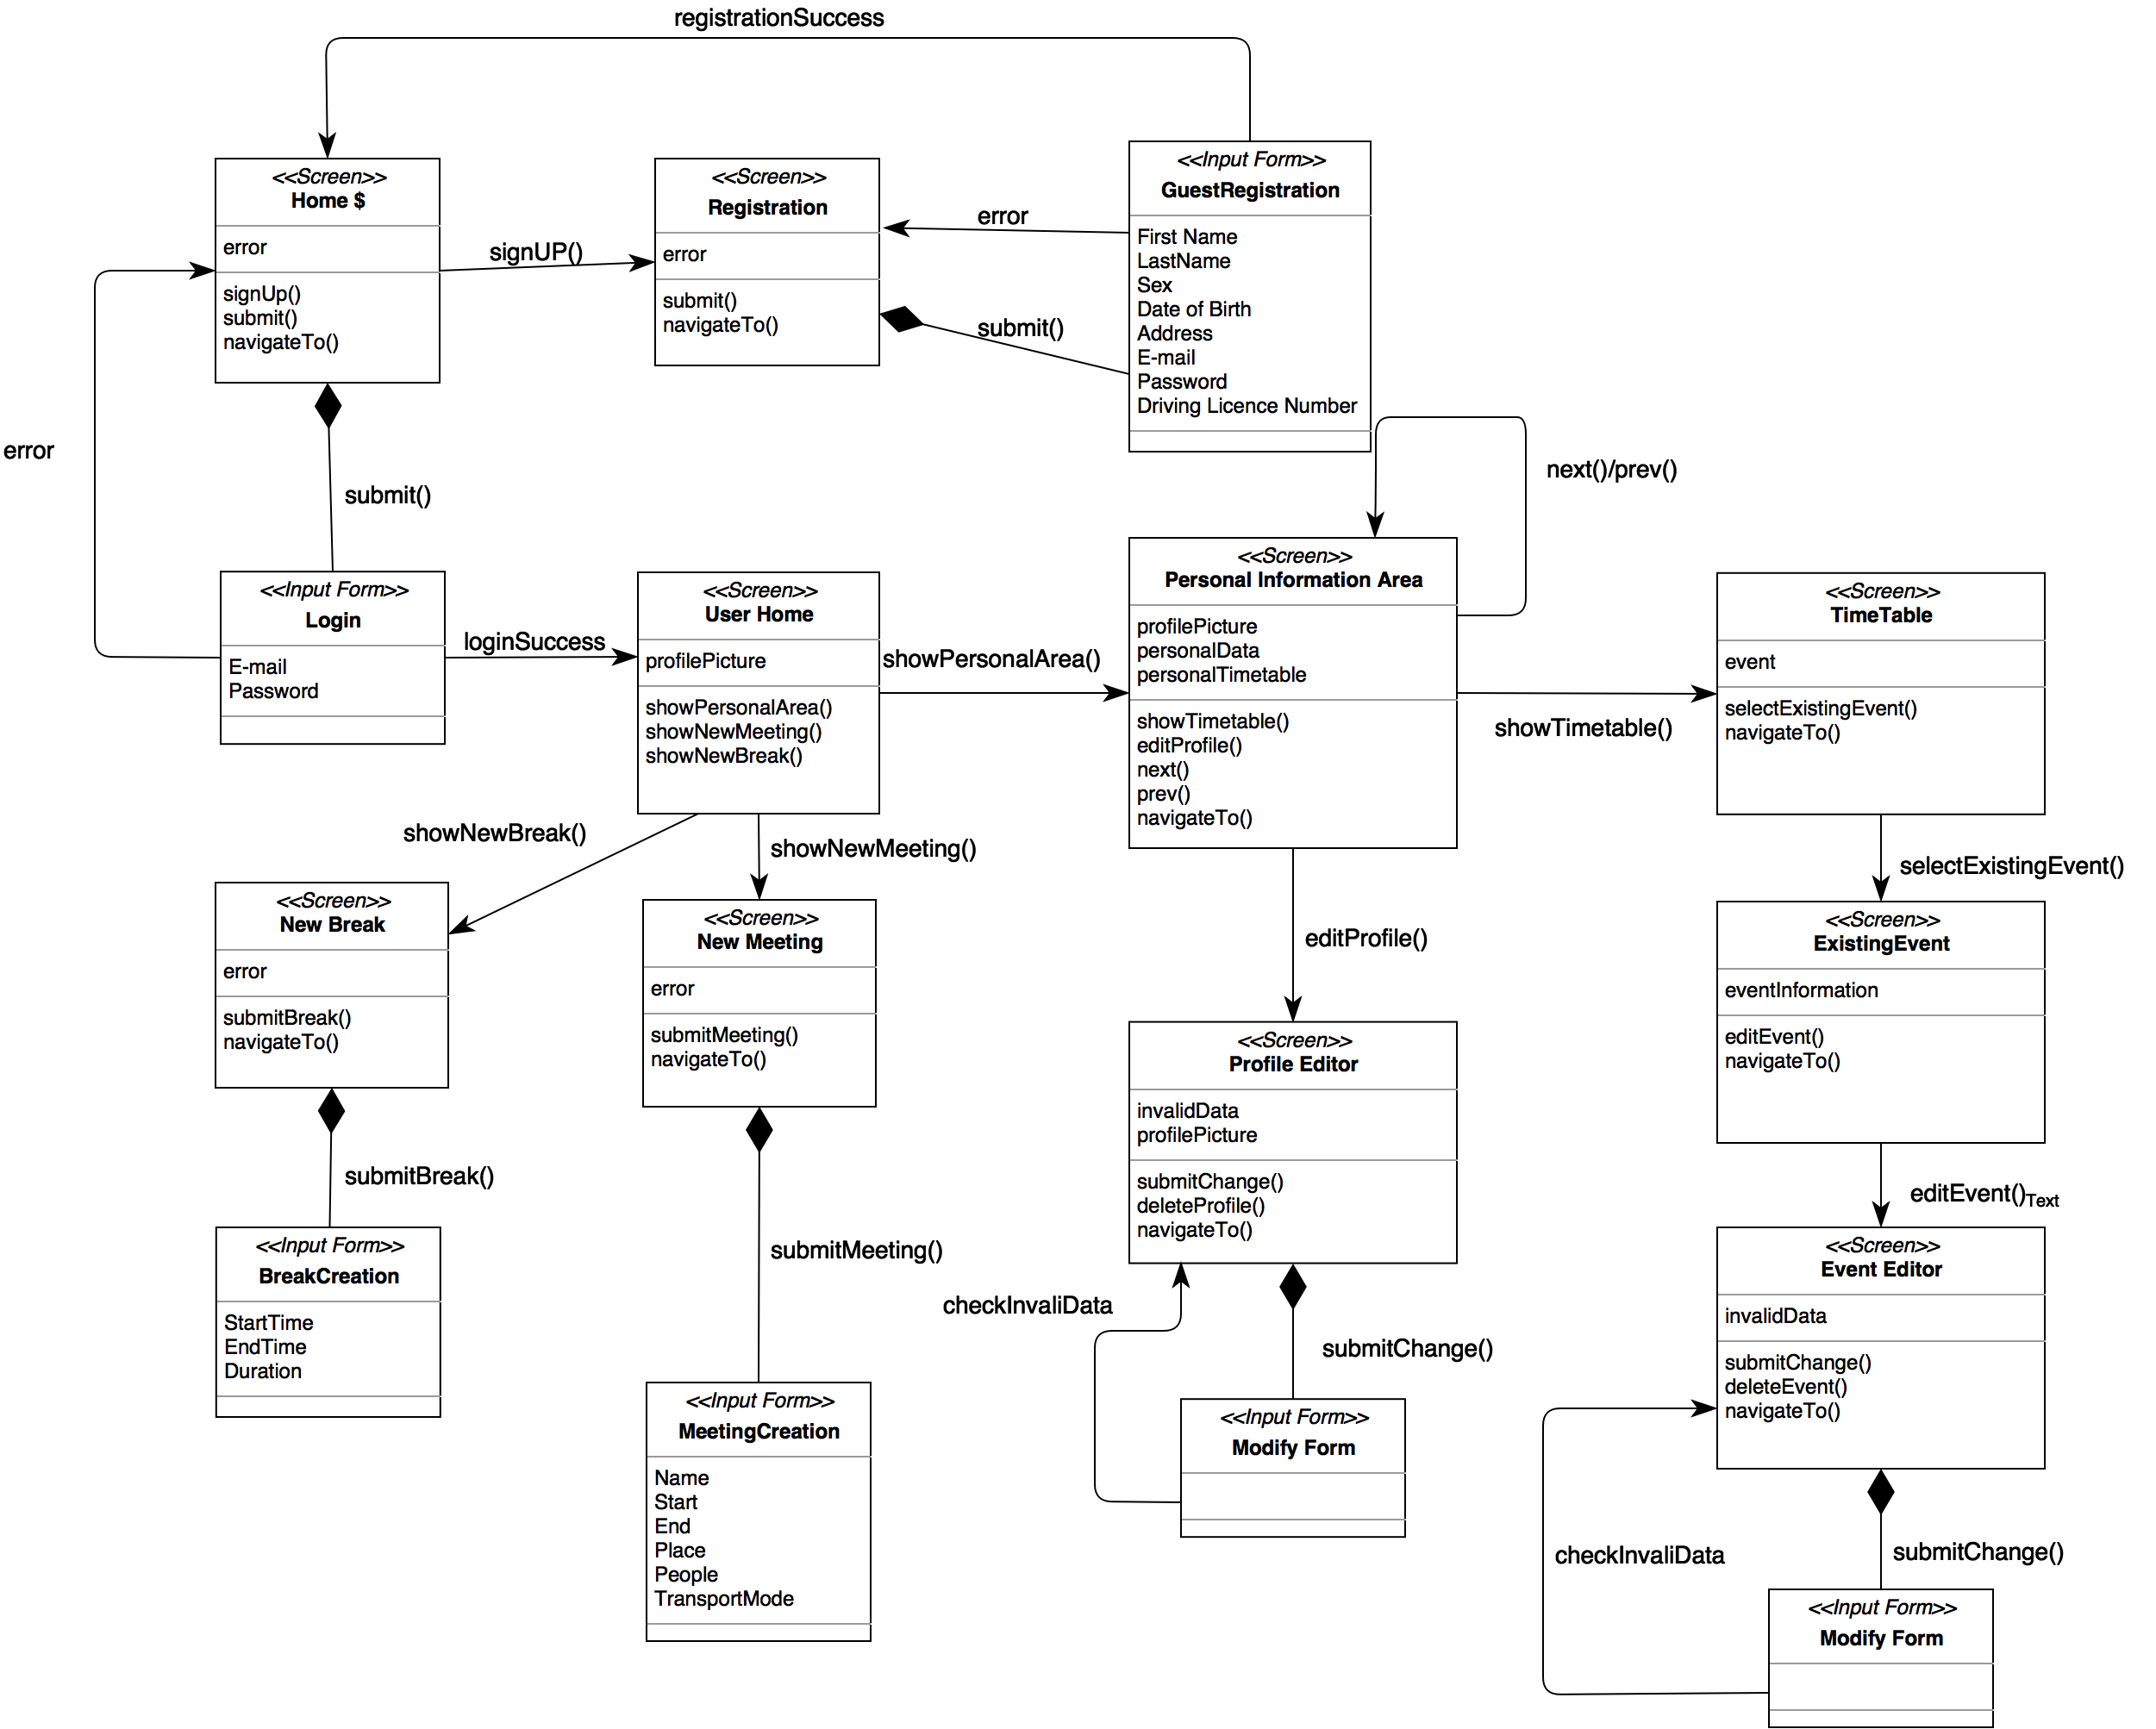 registrationSuccess
<<Screen>>
Home $
error
signUp()
submit()
navigateTo()
signUP()
<<Screen>>
Registration
error
submit()
navigateTo()
error
submit()
<<Input Form>>
GuestRegistration
First Name
LastName
Sex
Date of Birth
Address
E-mail
Password
Driving Licence Number
error
submit()
next()/prev()
<<Input Form>>
Login
E-mail
Password
loginSuccess
<<Screen>>
User Home
profilePicture
showPersonalArea()
showNewMeeting()
showNewBreak()
showPersonalArea()
<<Screen>>
Personal Information Area
profilePicture
personalData
personalTimetable
showTimetable()
editProfile()
next()
prev()
navigateTo()
showTimetable()
<<Screen>>
TimeTable
event
selectExistingEvent()
navigateTo()
showNewBreak()
showNewMeeting()
selectExistingEvent()
<<Screen>>
New Break
error
submitBreak()
navigateTo()
<<Screen>>
New Meeting
error
submitMeeting()
navigateTo()
editProfile()
<<Screen>>
ExistingEvent
eventInformation
editEvent()
navigateTo()
<<Screen>>
Profile Editor
invalidData
profilePicture
submitChange()
deleteProfile()
navigateTo()
submitBreak()
editEvent()Text
<<Input Form>>
BreakCreation
StartTime
EndTime
Duration
submitMeeting()
checkInvaliData
submitChange()
<<Screen>>
Event Editor
invalidData
submitChange()
deleteEvent()
navigateTo()
<<Input Form>>
MeetingCreation
Name
Start
End
Place
People
TransportMode
<<Input Form>>
Modify Form
checkInvaliData
submitChange()
<<Input Form>>
Modify Form